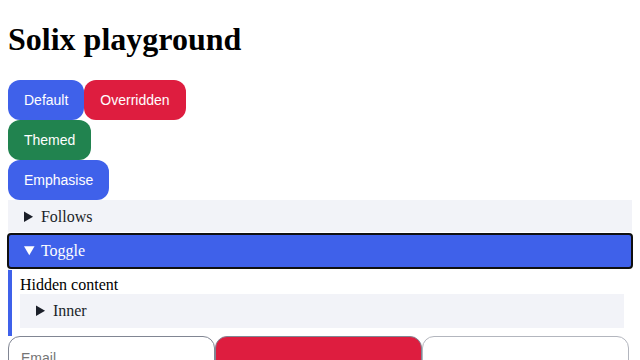 Solix playground
Default Overridden
Themed
Emphasise
Follows
Toggle
Hidden content
Inner
Email